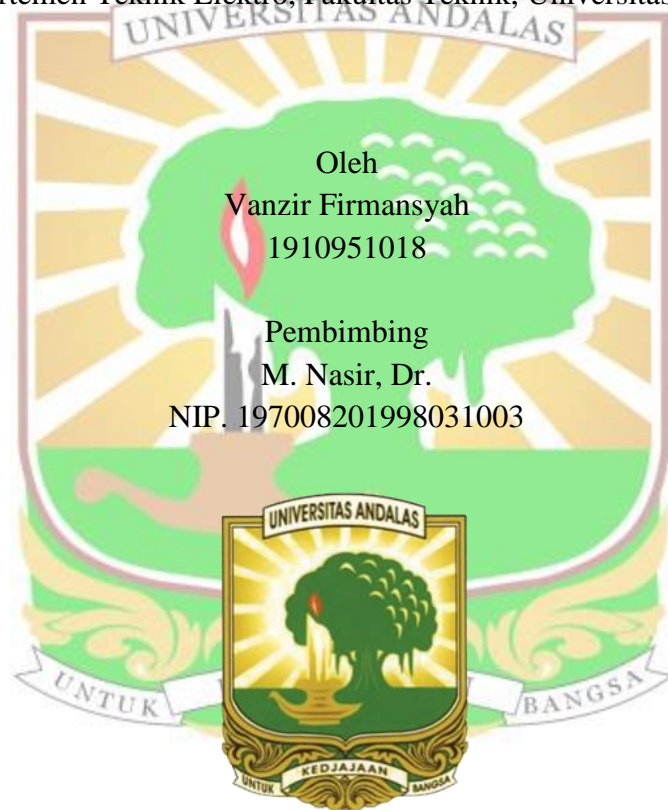 rtemen Teknik Elektro, Fakultas Teknik, Universitas
UNIVERSITAS ANDALAS
Oleh
Vanzir Firmansyah
1910951018
Pembimbing
M. Nasir, Dr.
NIP. 197008201998031003
UNIVERSITAS ANDALAS
UNTUK
BANGSA
UNTUK KEDJAJAAN BANGSA